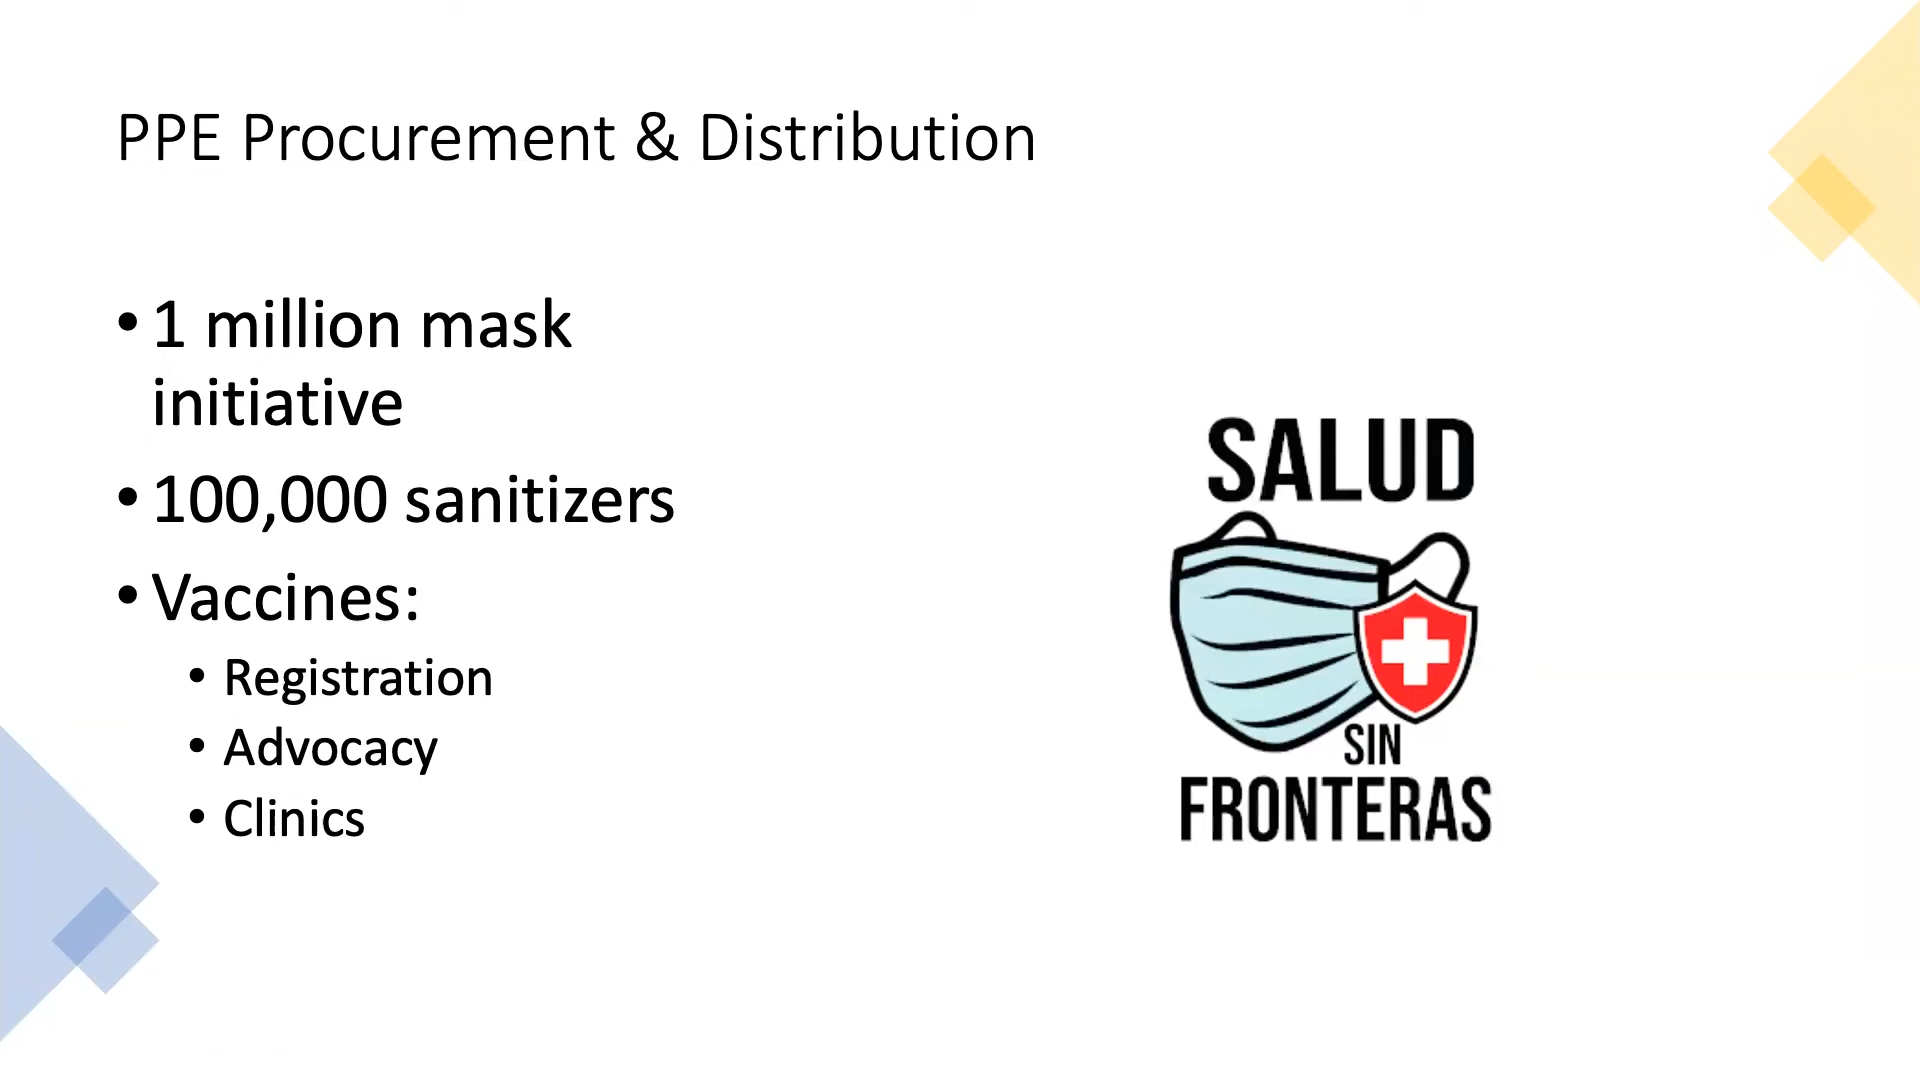 PPE Procurement & Distribution
• 1 million mask
initiative
• 100,000 sanitizers
• Vaccines:
• Registration
• Advocacy
• Clinics
SALUD
SIN
FRONTERAS